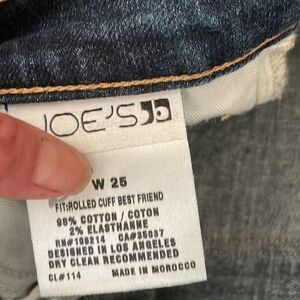 JOE'S
W 25
FIT:ROLLED CUFF BEST FRIEND
98% COTTON / COTON
2% ELASTHANNE
RN#108214 CA#35087
DESIGNED IN LOS ANGELES
DRY CLEAN RECOMMENDED
CL#114 MADE IN MOROCCO